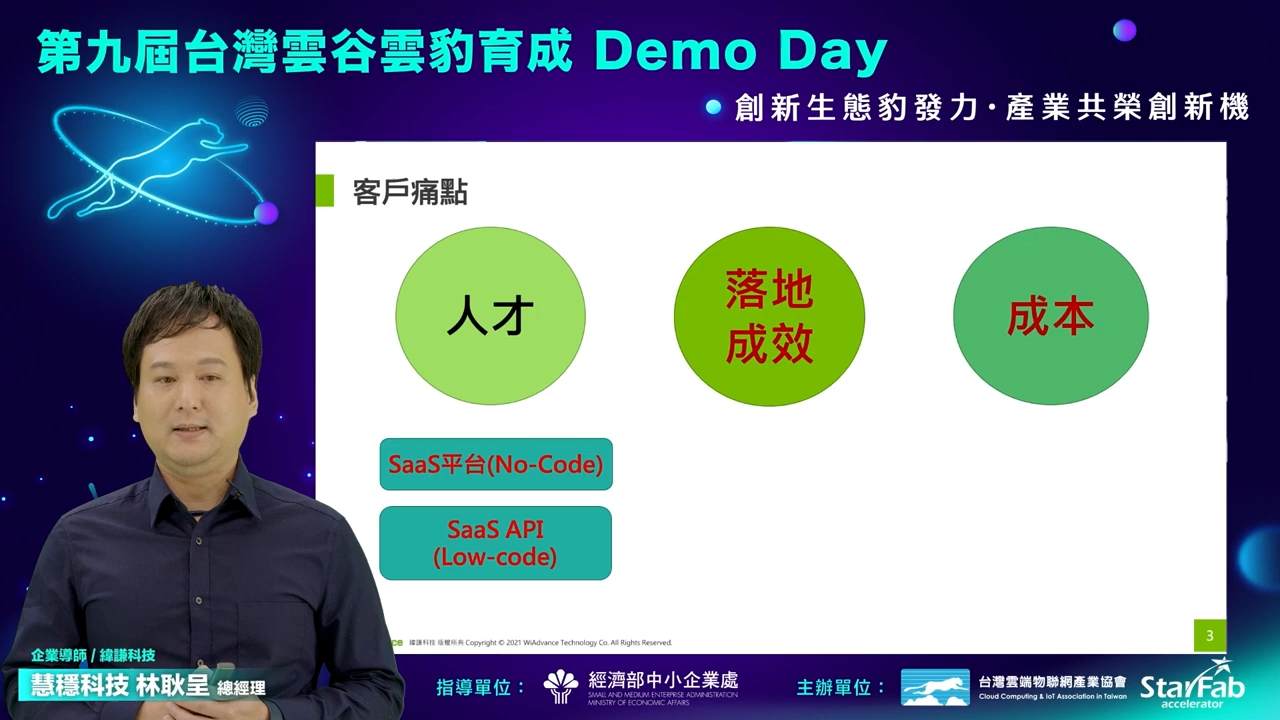 第九屆台灣雲谷雲豹育成 Demo Day
創新生態豹發力·產業共榮創新機
客戶痛點
人才
落地
成效
成本
SaaS平台(No-Code)
SaaS API
(Low-code)
ce 緯謙科技 版權所有 Copyright © 2021 WiAdvance Technology Co. All Rights Reserved.
3
企業導師 / 緯謙科技
慧穩科技 林耿呈 總經理
指導單位：
經濟部中小企業處
SMALL AND MEDIUM ENTERPRISE ADMINISTRATION
MINISTRY OF ECONOMIC AFFAIRS
主辦單位：
台灣雲端物聯網產業協會
Cloud Computing & IoT Association in Taiwan
StarFab
accelerator